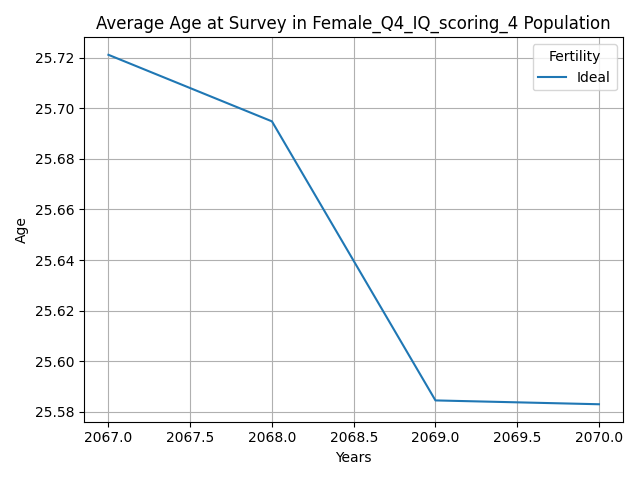 Average Age at Survey in Female_Q4_IQ_scoring_4 Population
Fertility
Ideal
25.72
25.70
25.68
25.66
25.64
25.62
25.60
25.58
Age
2067.0 2067.5 2068.0 2068.5 2069.0 2069.5 2070.0
Years